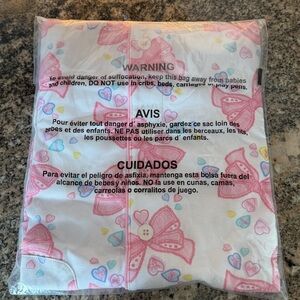 WARNING
To avoid danger of suffocation, keep this bag away from babies
and children, DO NOT use in cribs, beds, carriages or play pens.
AVIS
Pour éviter tout danger d' asphyxie, gardez ce sac loin des
bébes et des enfants. NE PAS utiliser dans les berceaux, les lits,
les poussettes ou les parcs d' enfants.
CUIDADOS
Para evitar el peligro de asfixia, mantenga esta bolsa fuera del
alcance de bebés y niños. NO la use en cunas, camas,
carreolas o corralitos de juego.